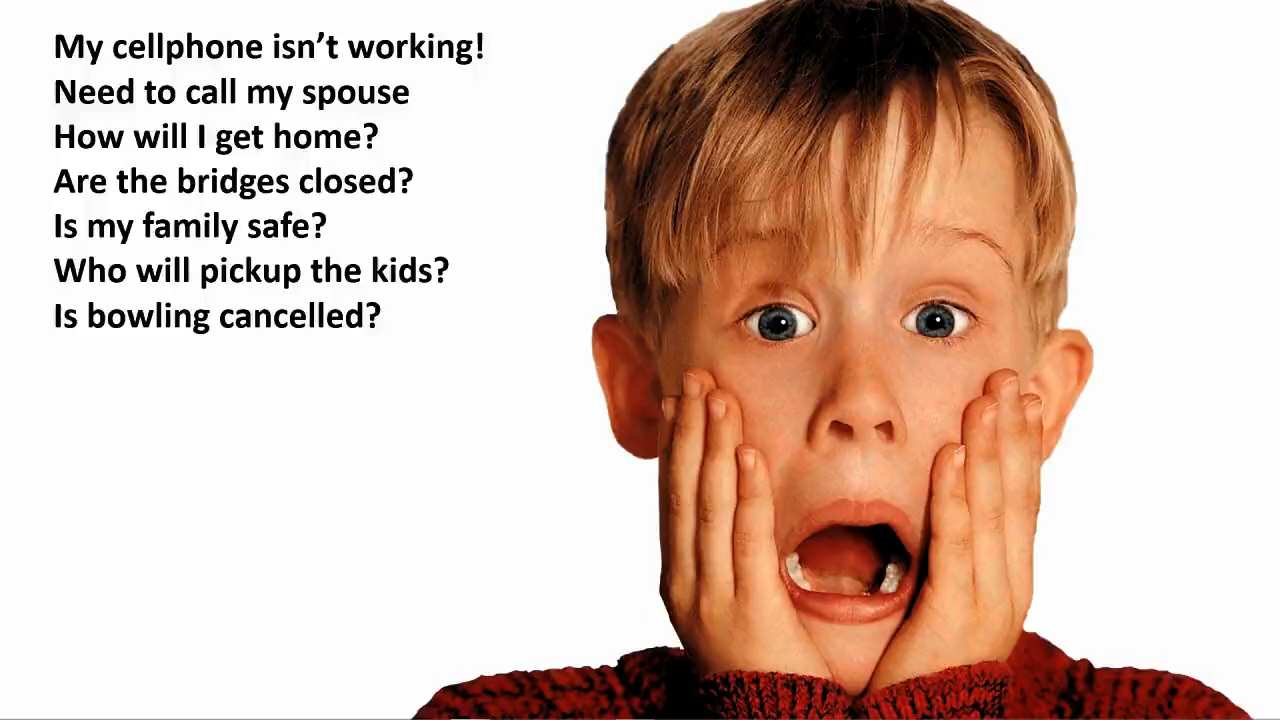 My cellphone isn’t working!
Need to call my spouse
How will I get home?
Are the bridges closed?
Is my family safe?
Who will pickup the kids?
Is bowling cancelled?